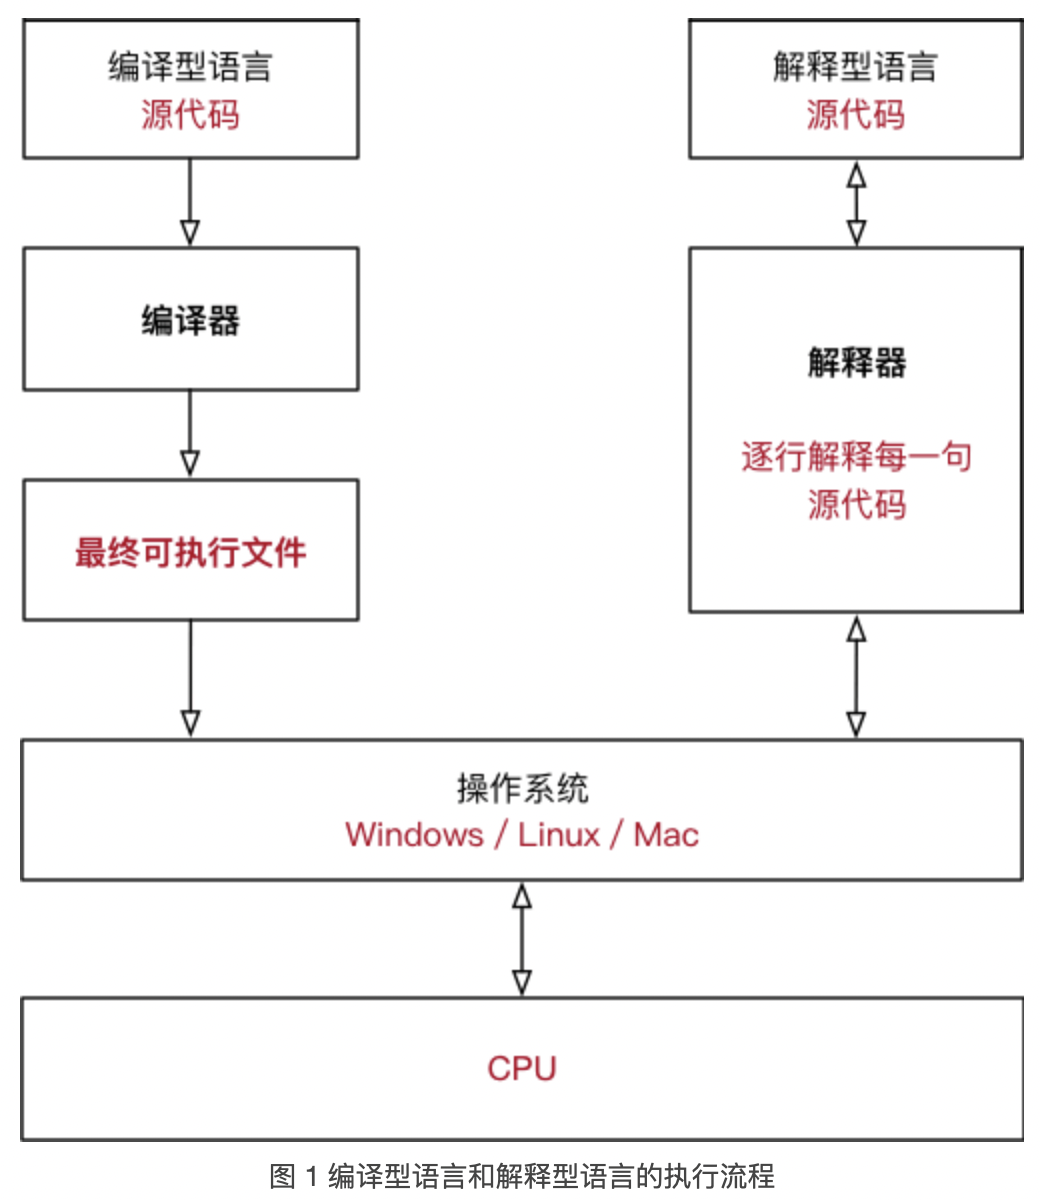 编译型语言
源代码
编译器
最终可执行文件
解释型语言
源代码
解释器
逐行解释每一句
源代码
操作系统
Windows / Linux / Mac
CPU
图 1 编译型语言和解释型语言的执行流程